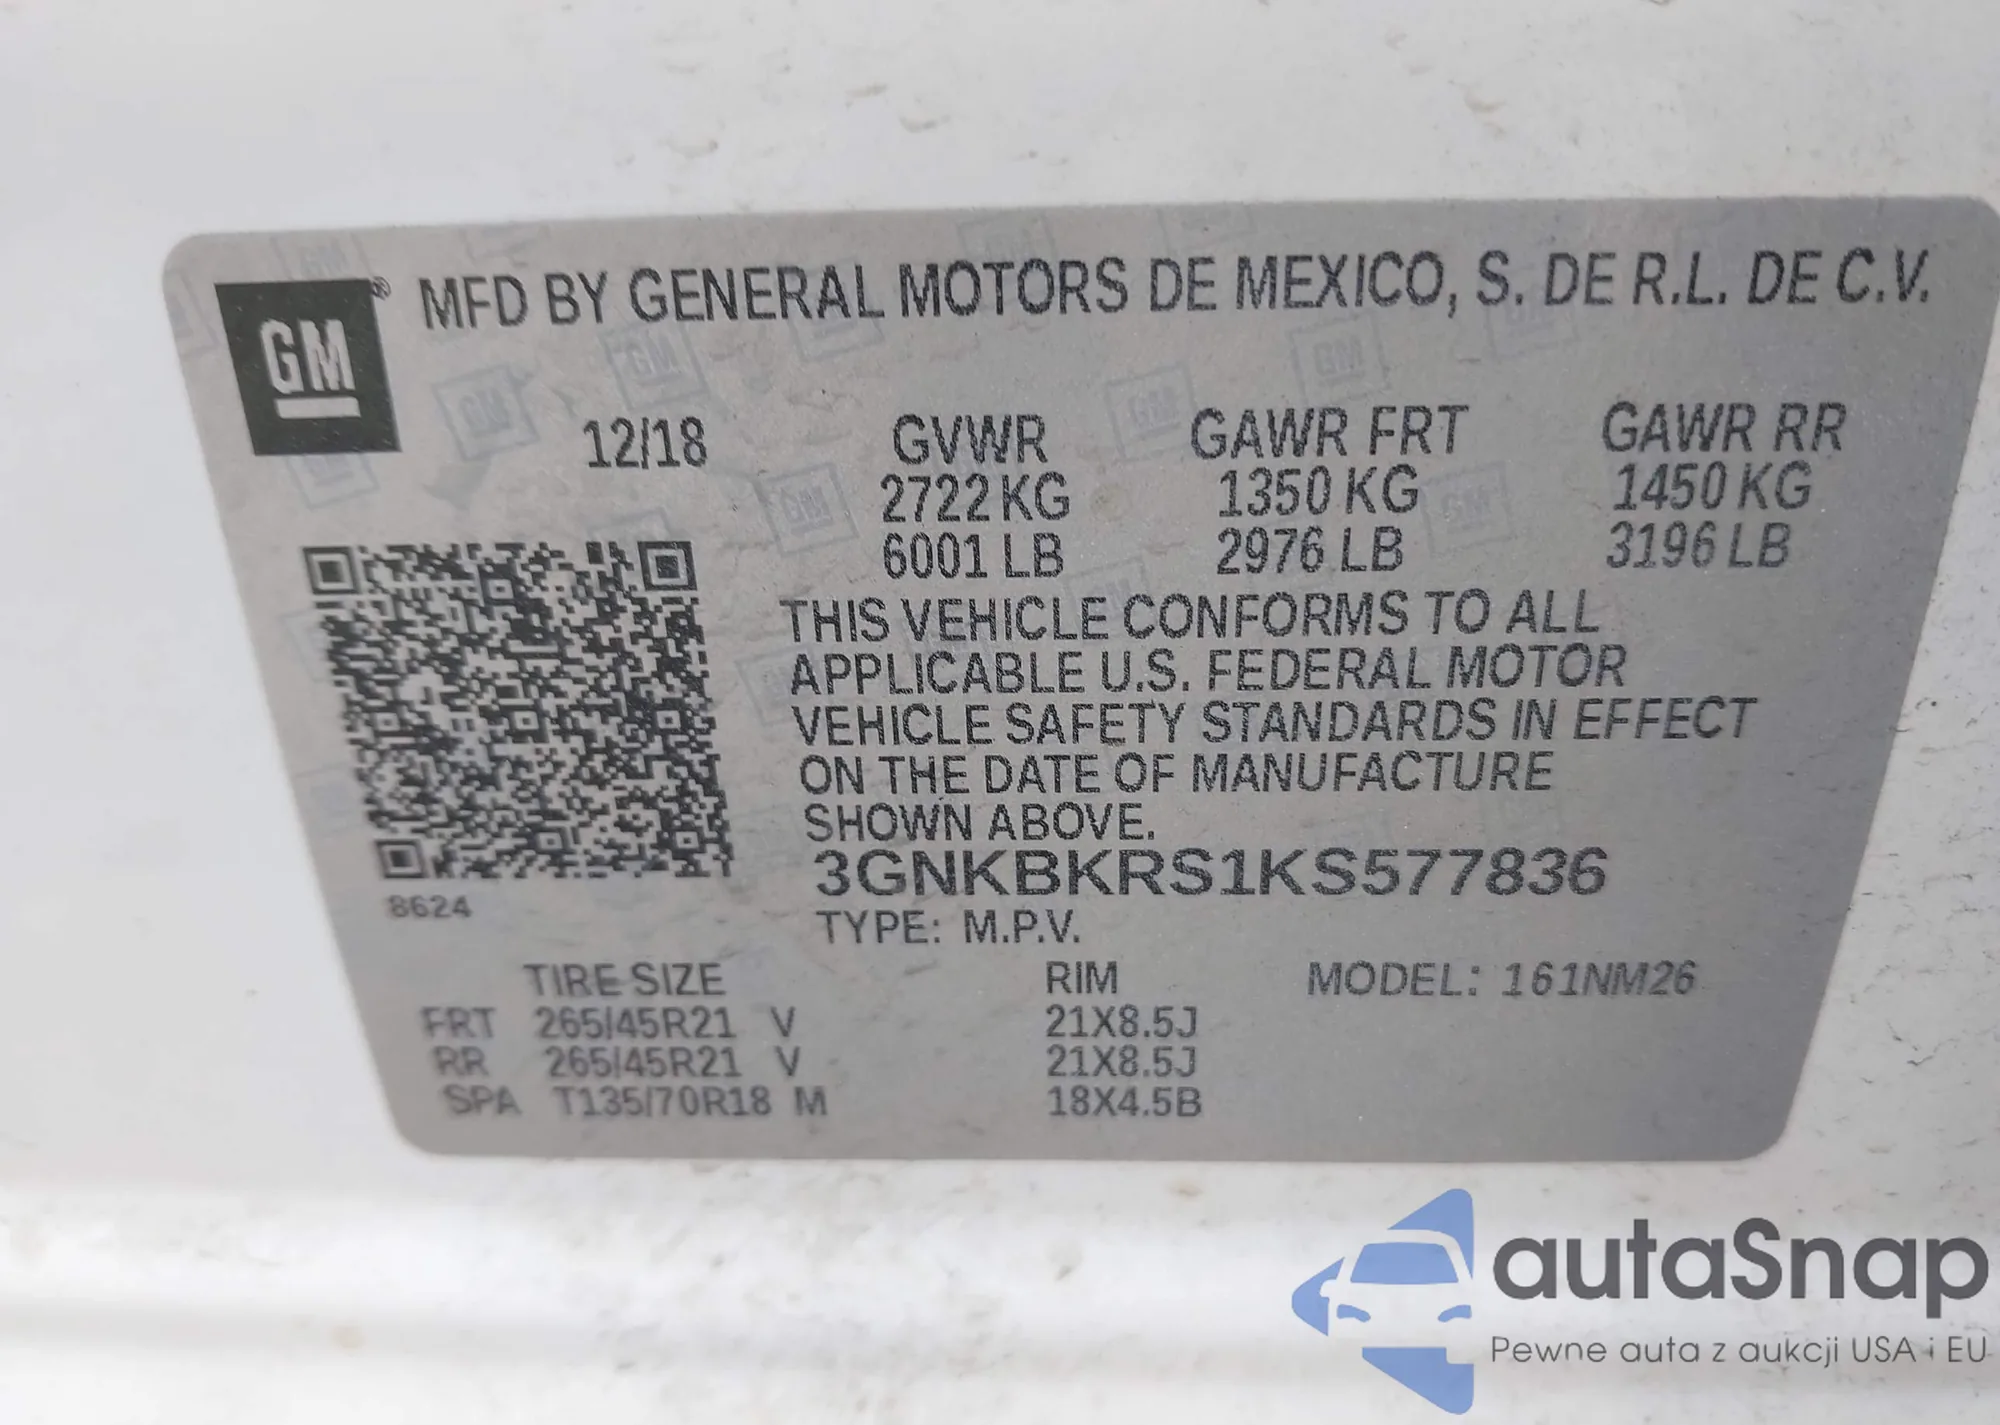 GM® MFD BY GENERAL MOTORS DE MEXICO, S. DE R.L. DE C.V.
12/18 GVWR GAWR FRT GAWR RR
2722 KG 1350 KG 1450 KG
6001 LB 2976 LB 3196 LB
THIS VEHICLE CONFORMS TO ALL
APPLICABLE U.S. FEDERAL MOTOR
VEHICLE SAFETY STANDARDS IN EFFECT
ON THE DATE OF MANUFACTURE
SHOWN ABOVE.
3GNKBKRS1KS577836
8624
TYPE: M.P.V.
TIRE SIZE RIM MODEL: 161NM26
FRT 265/45R21 V 21X8.5J
RR 265/45R21 V 21X8.5J
SPA T135/70R18 M 18X4.5B
autaSnap
Pewne auta z aukcji USA i EU